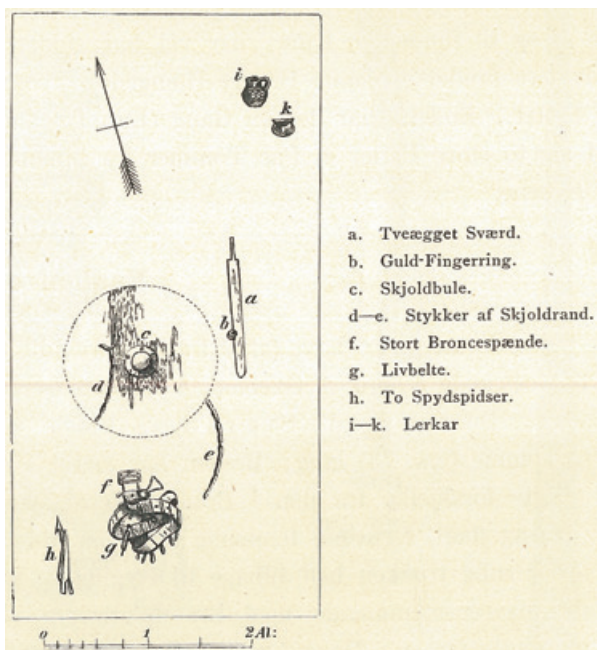 i
k
a
b
c
d
e
f
g
h
a. Tveægget Sværd.
b. Guld-Fingerring.
c. Skjoldbule.
d—e. Stykker af Skjoldrand.
f. Stort Broncespænde.
g. Livbelte.
h. To Spydspidser.
i—k. Lerkar
0 1 2 Al: